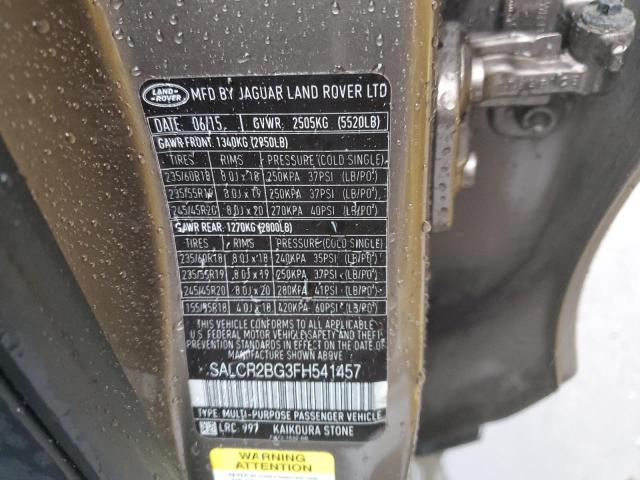 LAND ROVER
MFD BY JAGUAR LAND ROVER LTD
DATE: 06/15 GVWR: 2505KG (5520LB)
GAWR FRONT: 1340KG (2950LB)
TIRES RIMS PRESSURE (COLD SINGLE)
235/60R18 8.0J x 18 250KPA 37PSI (LB/PO²)
235/55R19 8.0J x 19 250KPA 37PSI (LB/PO²)
245/45R20 8.0J x 20 270KPA 40PSI (LB/PO²)
GAWR REAR: 1270KG (2800LB)
TIRES RIMS PRESSURE (COLD SINGLE)
235/60R18 8.0J x 18 240KPA 35PSI (LB/PO²)
235/55R19 8.0J x 19 250KPA 37PSI (LB/PO²)
245/45R20 8.0J x 20 280KPA 41PSI (LB/PO²)
155/85R18 4.0J x 18 420KPA 60PSI (LB/PO²)
THIS VEHICLE CONFORMS TO ALL APPLICABLE
U.S. FEDERAL MOTOR VEHICLE SAFETY AND THEFT
PREVENTION STANDARDS IN EFFECT ON THE DATE
OF MANUFACTURE SHOWN ABOVE.
SALCR2BG3FH541457
TYPE: MULTI-PURPOSE PASSENGER VEHICLE
LRC: 997 KAIKOURA STONE
WARNING
ATTENTION